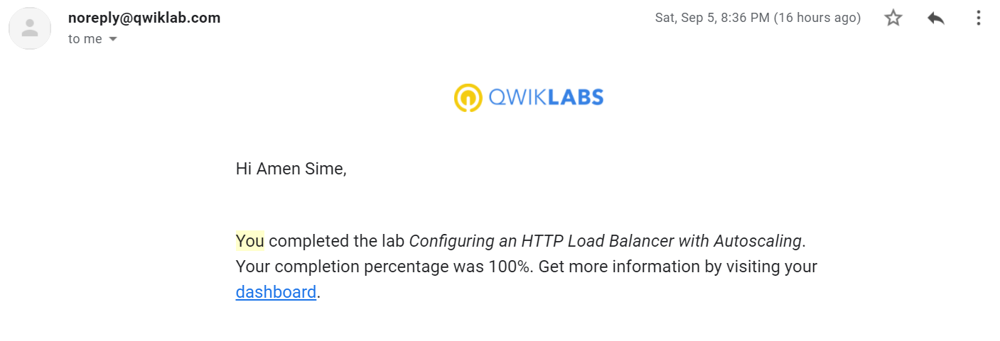 noreply@qwiklab.com
Sat, Sep 5, 8:36 PM (16 hours ago)
to me
QWIKLABS
Hi Amen Sime,
You completed the lab Configuring an HTTP Load Balancer with Autoscaling.
Your completion percentage was 100%. Get more information by visiting your
dashboard.